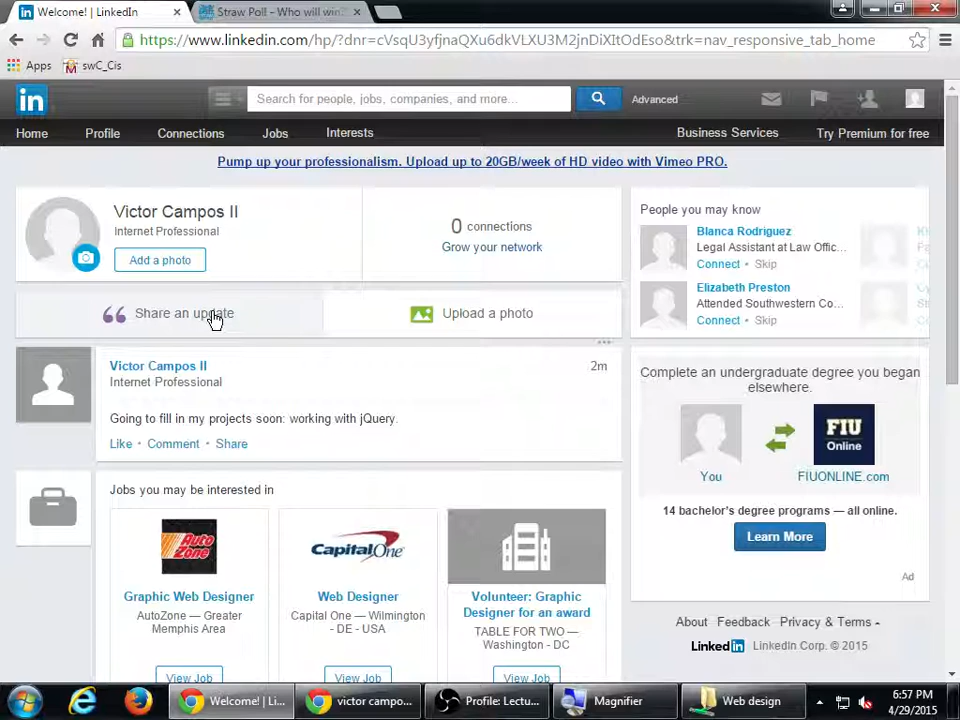 Welcome! | LinkedIn
Straw Poll - Who will win?
https://www.linkedin.com/hp/?dnr=cVsqU3yfjnaQXu6dkVLXU3M2jnDiXItOdEso&trk=nav_responsive_tab_home
Apps
swC_Cis
in
Search for people, jobs, companies, and more...
Advanced
Home
Profile
Connections
Jobs
Interests
Business Services
Try Premium for free
Pump up your professionalism. Upload up to 20GB/week of HD video with Vimeo PRO.
Victor Campos II
Internet Professional
Add a photo
0 connections
Grow your network
People you may know
Blanca Rodriguez
Legal Assistant at Law Offic...
Connect • Skip
Elizabeth Preston
Attended Southwestern Co...
Connect • Skip
Share an update
Upload a photo
Victor Campos II
2m
Internet Professional
Going to fill in my projects soon: working with jQuery.
Like • Comment • Share
Complete an undergraduate degree you began
elsewhere.
FIU
Online
You
FIUONLINE.com
14 bachelor's degree programs — all online.
Learn More
Ad
Jobs you may be interested in
Auto
Zone
Graphic Web Designer
AutoZone — Greater
Memphis Area
View Job
Capital One
Web Designer
Capital One — Wilmington
- DE - USA
View Job
Volunteer: Graphic
Designer for an award
TABLE FOR TWO —
Washington - DC
View Job
About Feedback Privacy & Terms
Linked in LinkedIn Corp. © 2015
Welcome! | Li...
victor campo...
Profile: Lectu...
Magnifier
Web design
6:57 PM
4/29/2015